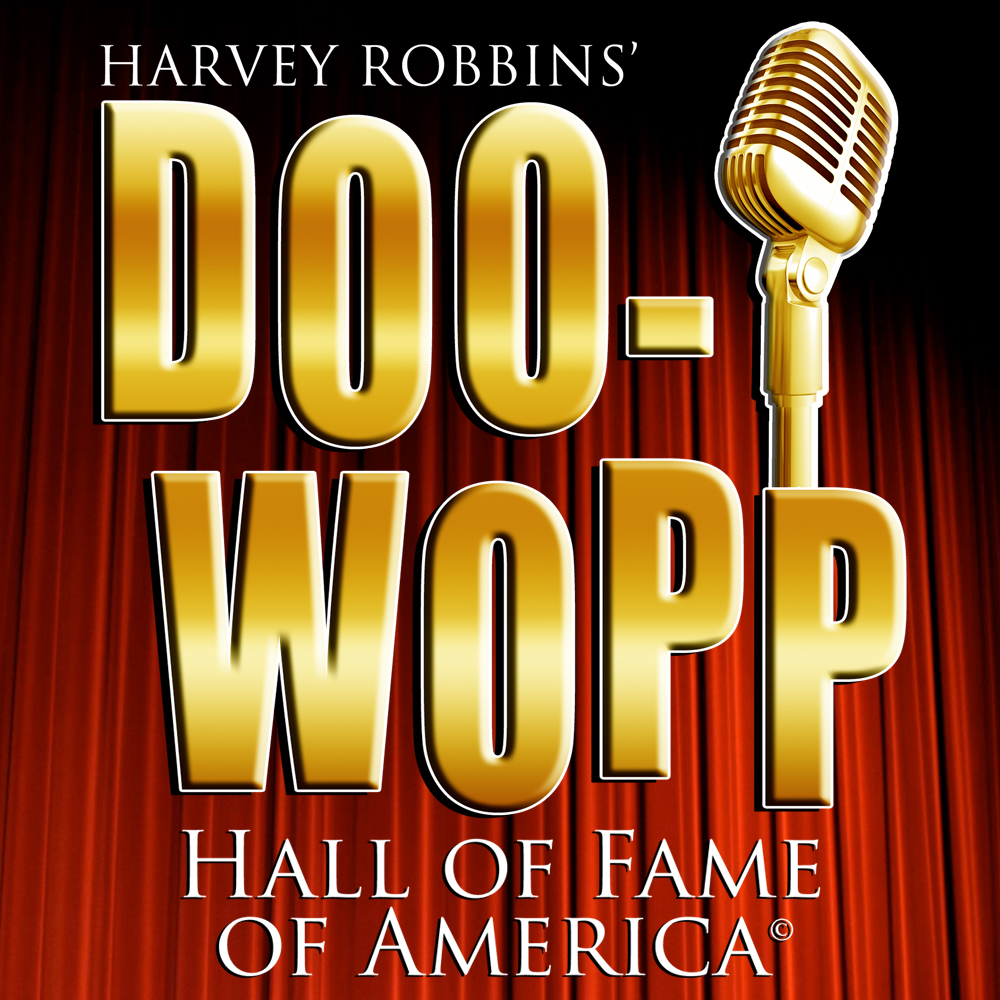 HARVEY ROBBINS’
DOO-
WOPP
HALL OF FAME
OF AMERICA©